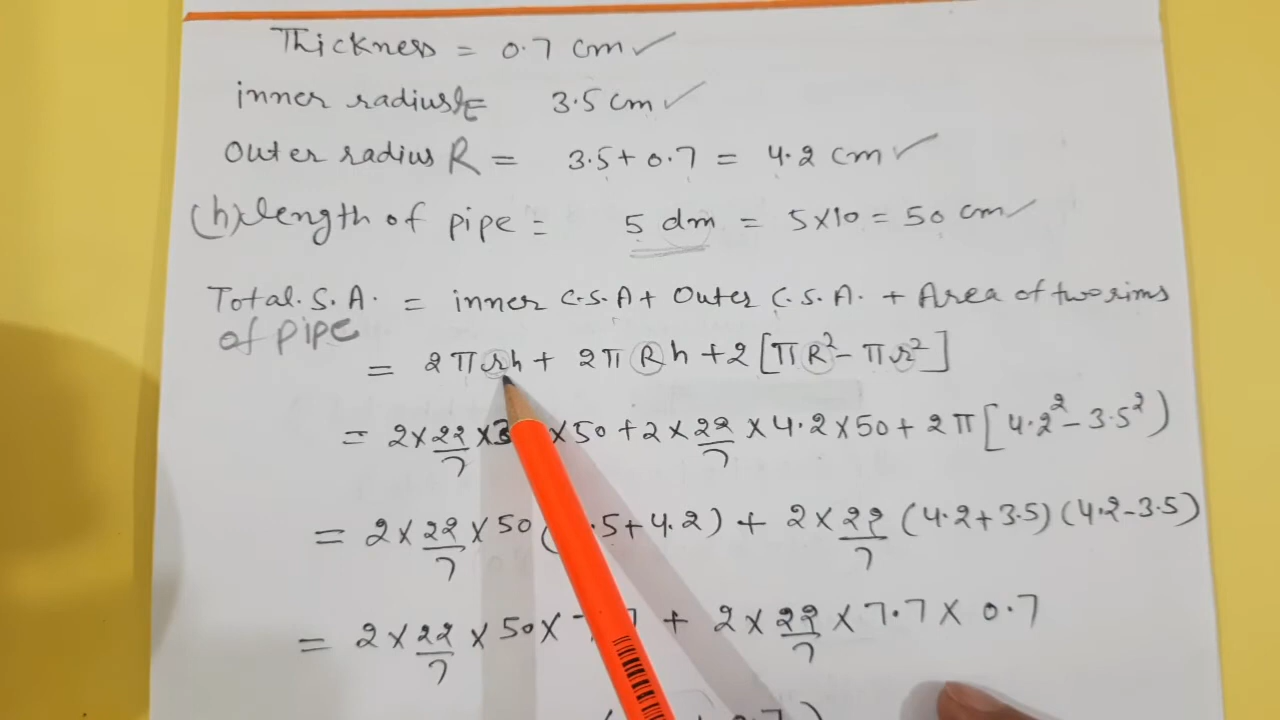 Thickness = 0.7 cm ✓
inner radius r = 3.5 cm ✓
Outer radius R = 3.5 + 0.7 = 4.2 cm ✓
(h) length of pipe = 5 dm = 5×10 = 50 cm ✓
Total. S. A. = inner C.S.A + Outer C.S.A. + Area of two rims
of pipe
= 2πrh + 2πRh + 2[πR² - πr²]
= 2×22/7 ×3 ×50 + 2×22/7 ×4.2×50 + 2π[4.2² - 3.5²)
= 2×22/7 ×50 ( .5+4.2) + 2×22/7 (4.2+3.5)(4.2-3.5)
= 2×22/7 ×50× 7 + 2×22/7 ×7.7×0.7